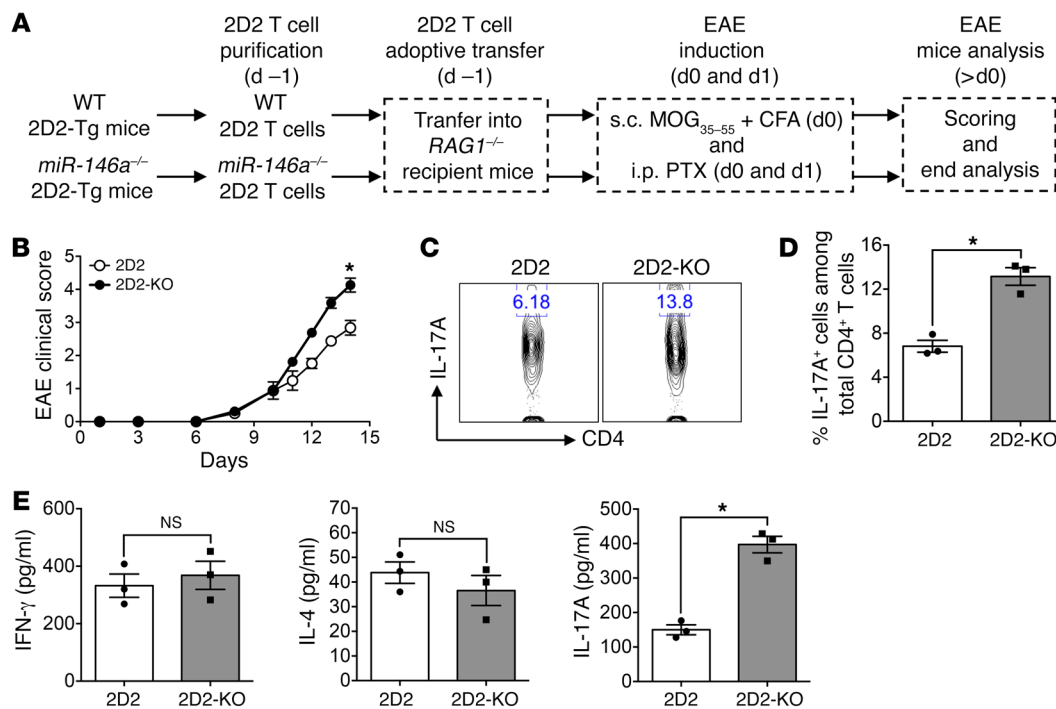 A
2D2 T cell
purification
(d –1)
2D2 T cell
adoptive transfer
(d –1)
EAE
induction
(d0 and d1)
EAE
mice analysis
(>d0)
WT
2D2-Tg mice
WT
2D2 T cells
miR-146a–/–
2D2-Tg mice
miR-146a–/–
2D2 T cells
Tranfer into
RAG1–/–
recipient mice
s.c. MOG35–55 + CFA (d0)
and
i.p. PTX (d0 and d1)
Scoring
and
end analysis
B
EAE clinical score
5
4
3
2
1
0
2D2
2D2-KO
*
0 3 6 9 12 15
Days
C
2D2
2D2-KO
6.18
13.8
IL-17A
CD4
D
% IL-17A+ cells among
total CD4+ T cells
16
12
8
4
0
*
2D2
2D2-KO
E
IFN-γ (pg/ml)
600
400
200
0
NS
2D2
2D2-KO
IL-4 (pg/ml)
70
60
50
40
30
20
10
0
NS
2D2
2D2-KO
IL-17A (pg/ml)
500
400
300
200
100
0
*
2D2
2D2-KO